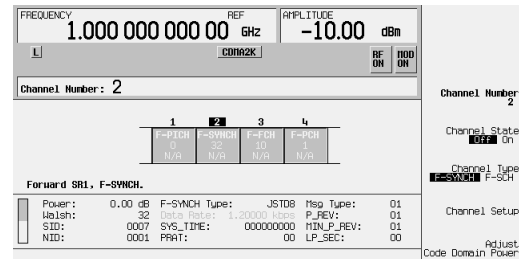 FREQUENCY REF AMPLITUDE
1.000 000 000 00 GHz -10.00 dBm
L CDMA2K RF ON MOD ON
Channel Number: 2
Channel Number
2
1 2 3 4
F-PICH F-SYNCH F-FCH F-PCH
0 32 10 1
N/A N/A N/A N/A
Channel State
Off On
Channel Type
F-SYNCH F-SCH
Forward SR1, F-SYNCH.
Power: 0.00 dB F-SYNCH Type: JSTD8 Msg Type: 01
Walsh: 32 Data Rate: 1.20000 kbps P_REV: 01
SID: 0007 SYS_TIME: 000000000 MIN_P_REV: 01
NID: 0001 PRAT: 00 LP_SEC: 00
Channel Setup
Adjust
Code Domain Power